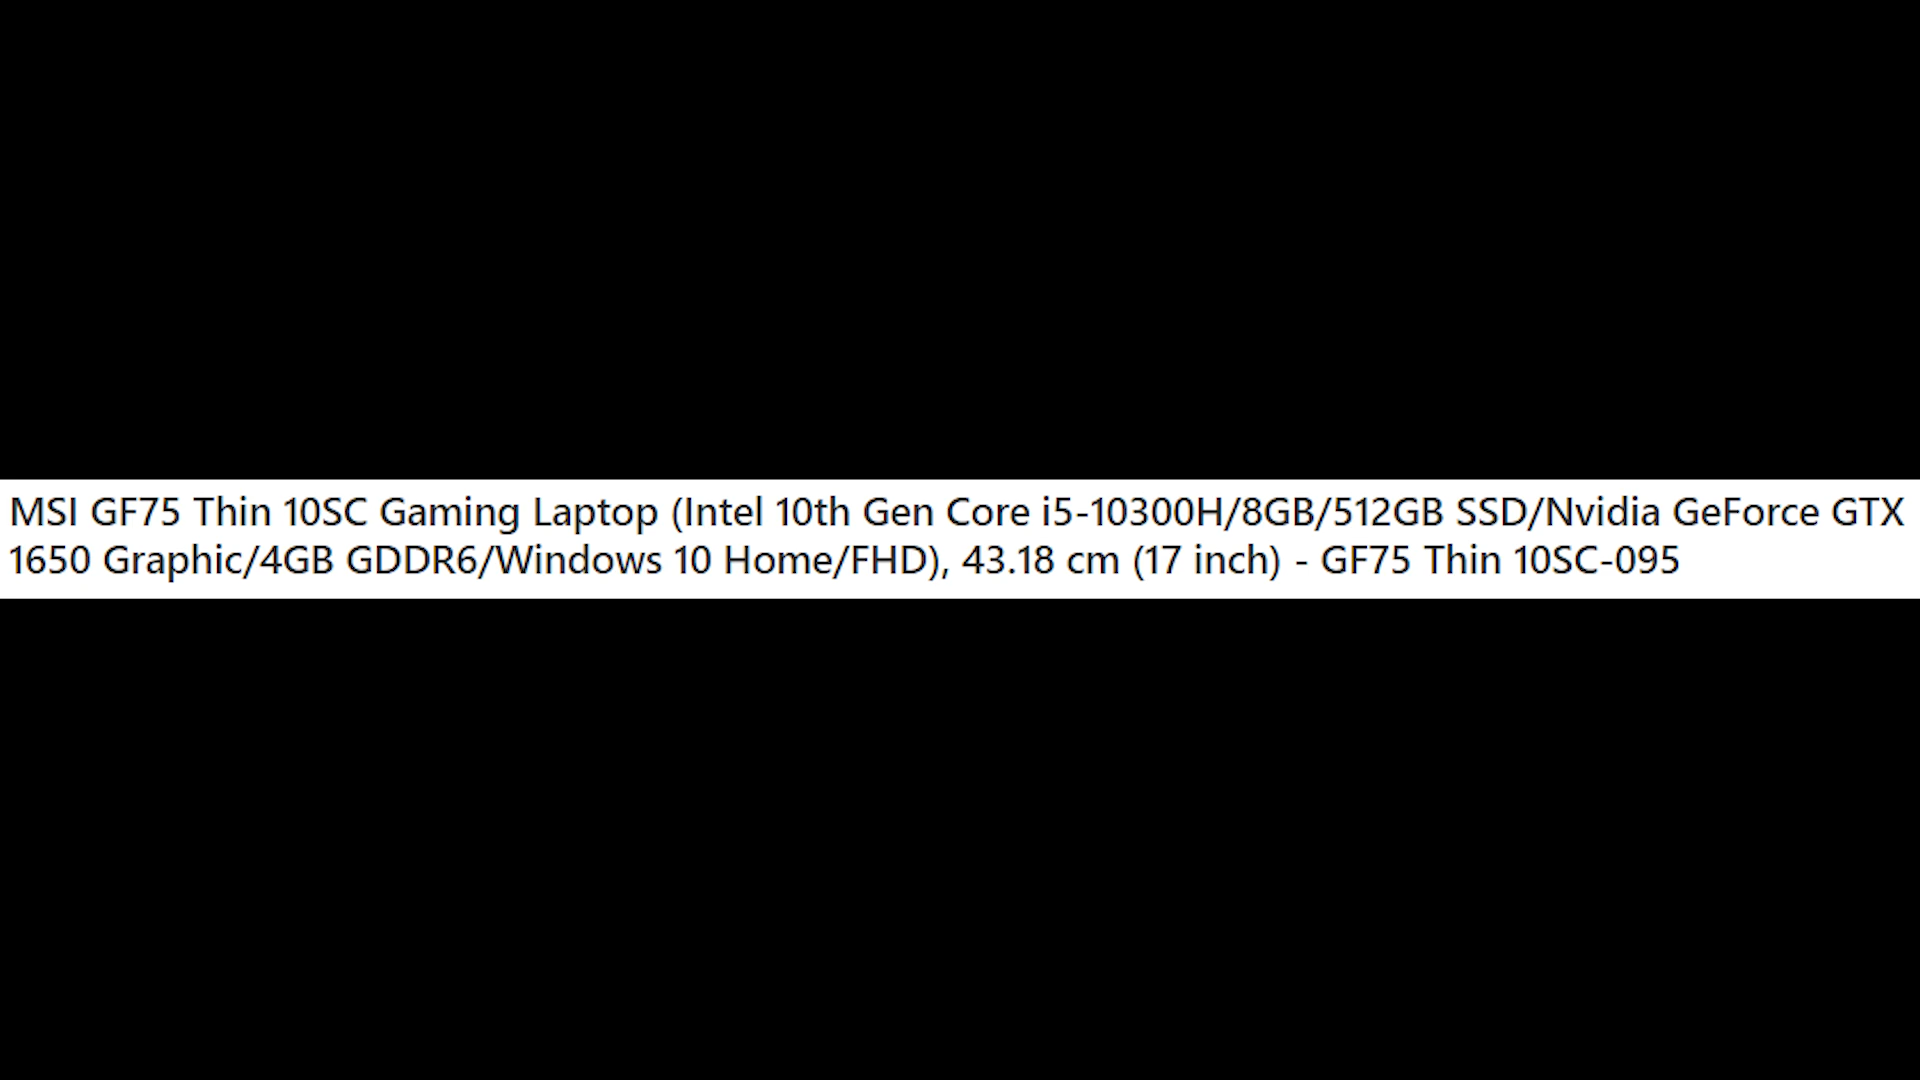 MSI GF75 Thin 10SC Gaming Laptop (Intel 10th Gen Core i5-10300H/8GB/512GB SSD/Nvidia GeForce GTX
1650 Graphic/4GB GDDR6/Windows 10 Home/FHD), 43.18 cm (17 inch) - GF75 Thin 10SC-095